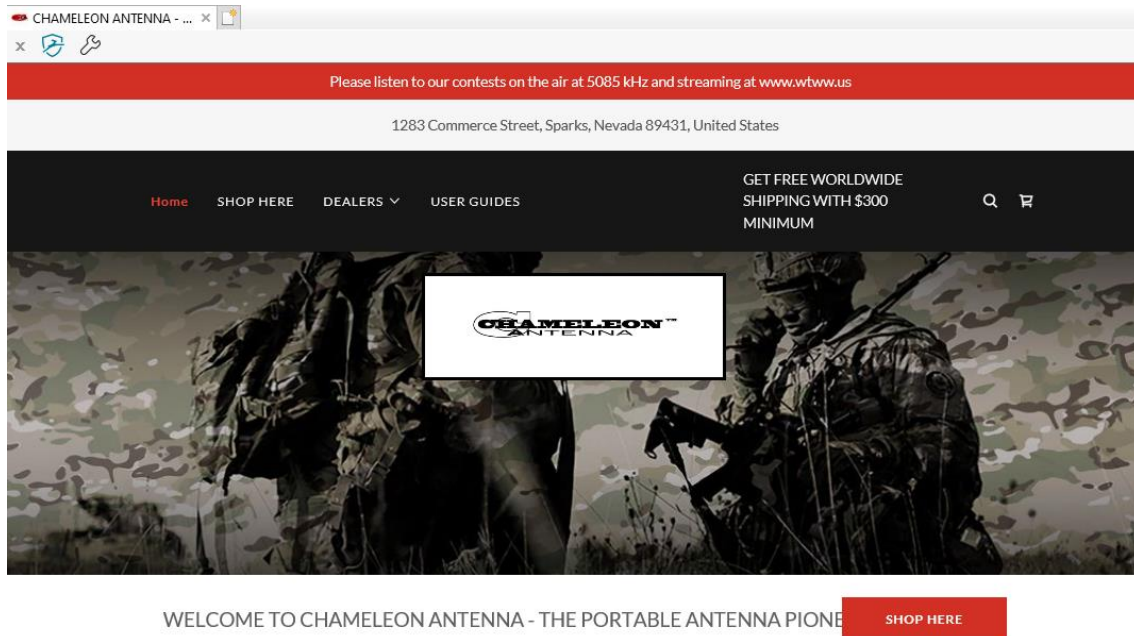 CHAMELEON ANTENNA - ...
Please listen to our contests on the air at 5085 kHz and streaming at www.wtww.us
1283 Commerce Street, Sparks, Nevada 89431, United States
Home SHOP HERE DEALERS USER GUIDES
GET FREE WORLDWIDE
SHIPPING WITH $300
MINIMUM
CHAMELEON™
ANTENNA
WELCOME TO CHAMELEON ANTENNA - THE PORTABLE ANTENNA PIONE
SHOP HERE